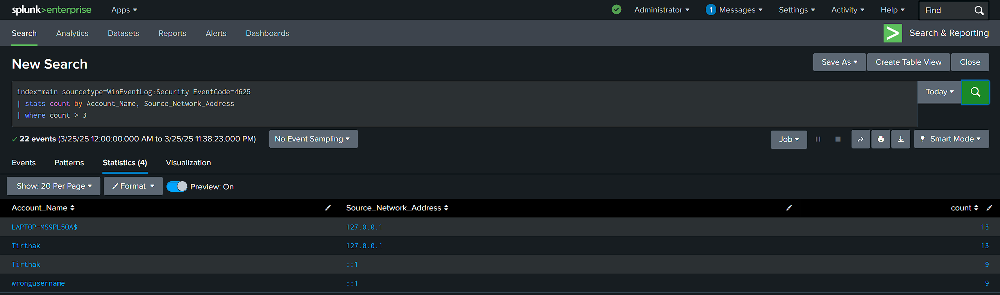 splunk>enterprise Apps Administrator 1 Messages Settings Activity Help Find
Search Analytics Datasets Reports Alerts Dashboards Search & Reporting
New Search Save As Create Table View Close
index=main sourcetype=WinEventLog:Security EventCode=4625
| stats count by Account_Name, Source_Network_Address
| where count > 3
Today
22 events (3/25/25 12:00:00.000 AM to 3/25/25 11:38:23.000 PM) No Event Sampling Job Smart Mode
Events Patterns Statistics (4) Visualization
Show: 20 Per Page Format Preview: On
Account_Name Source_Network_Address count
LAPTOP-MS9PL5OA$ 127.0.0.1 13
Tirthak 127.0.0.1 13
Tirthak ::1 9
wrongusername ::1 9